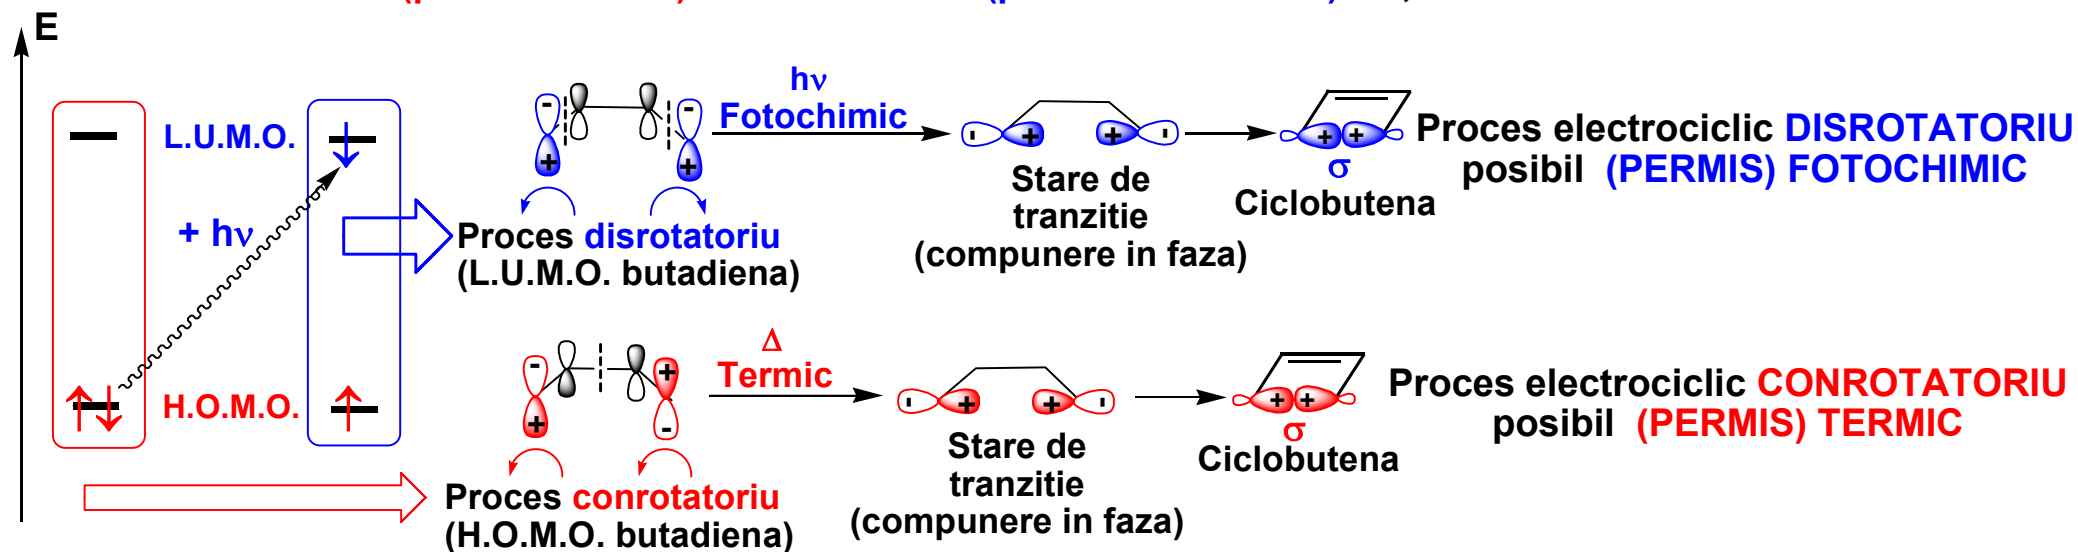 E
L.U.M.O.
+ hν
H.O.M.O.
- -
+ +
hν
Fotochimic
- + + -
+ +
σ
Proces disrotatoriu
(L.U.M.O. butadiena)
Stare de
tranzitie
(compunere in faza)
Ciclobutena
Proces electrociclic DISROTATORIU
posibil (PERMIS) FOTOCHIMIC
- +
+ -
Δ
Termic
- + + -
+ +
σ
Proces conrotatoriu
(H.O.M.O. butadiena)
Stare de
tranzitie
(compunere in faza)
Ciclobutena
Proces electrociclic CONROTATORIU
posibil (PERMIS) TERMIC